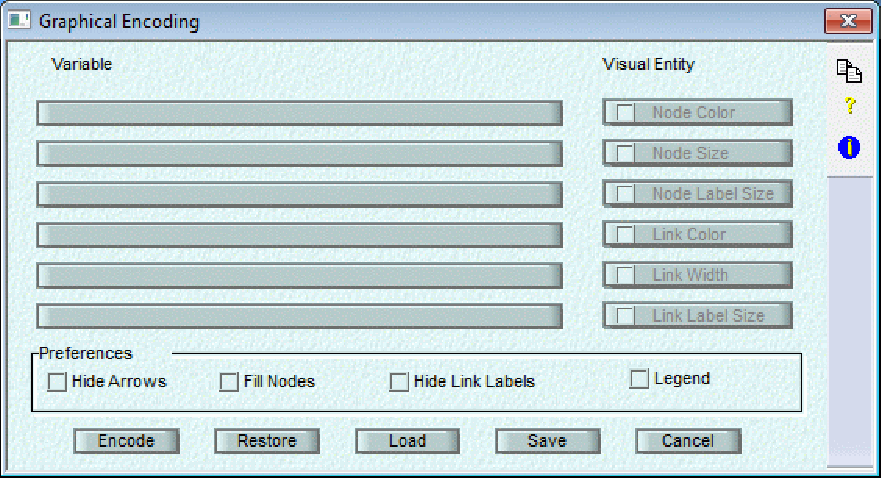 Graphical Encoding
Variable
Visual Entity
Node Color
Node Size
Node Label Size
Link Color
Link Width
Link Label Size
?
i
Preferences
Hide Arrows Fill Nodes Hide Link Labels Legend
Encode Restore Load Save Cancel